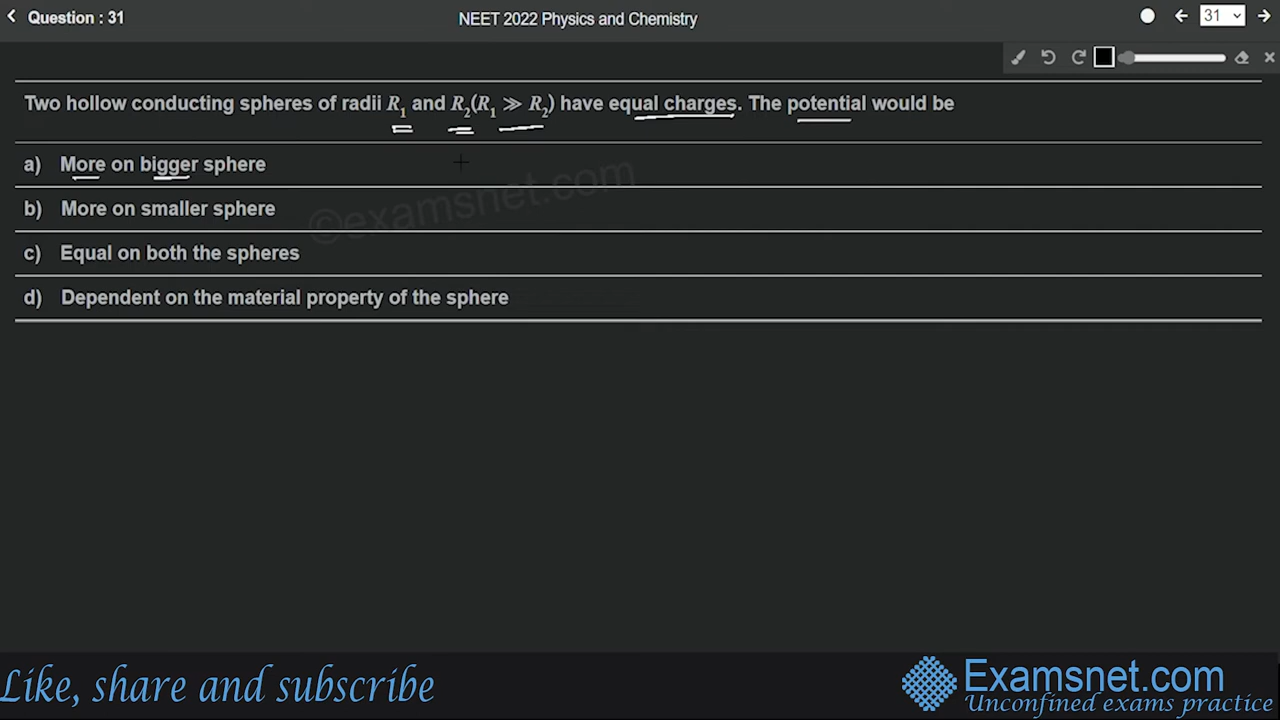 Question : 31
NEET 2022 Physics and Chemistry
31
Two hollow conducting spheres of radii R₁ and R₂(R₁ ≫ R₂) have equal charges. The potential would be
a) More on bigger sphere
b) More on smaller sphere
c) Equal on both the spheres
d) Dependent on the material property of the sphere
©examsnet.com
Like, share and subscribe
Examsnet.com
Unconfined exams practice